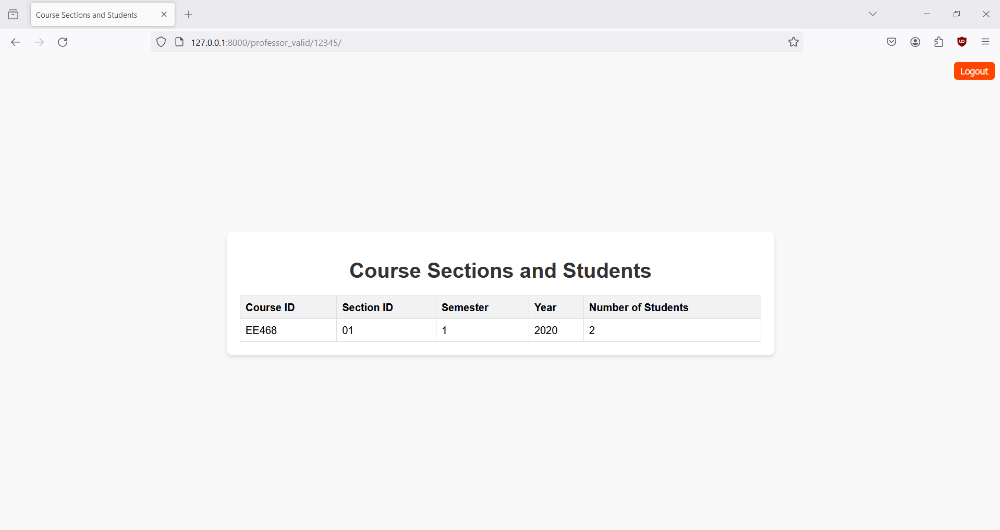 Course Sections and Students
127.0.0.1:8000/professor_valid/12345/
Logout
Course Sections and Students
Course ID Section ID Semester Year Number of Students
EE468 01 1 2020 2